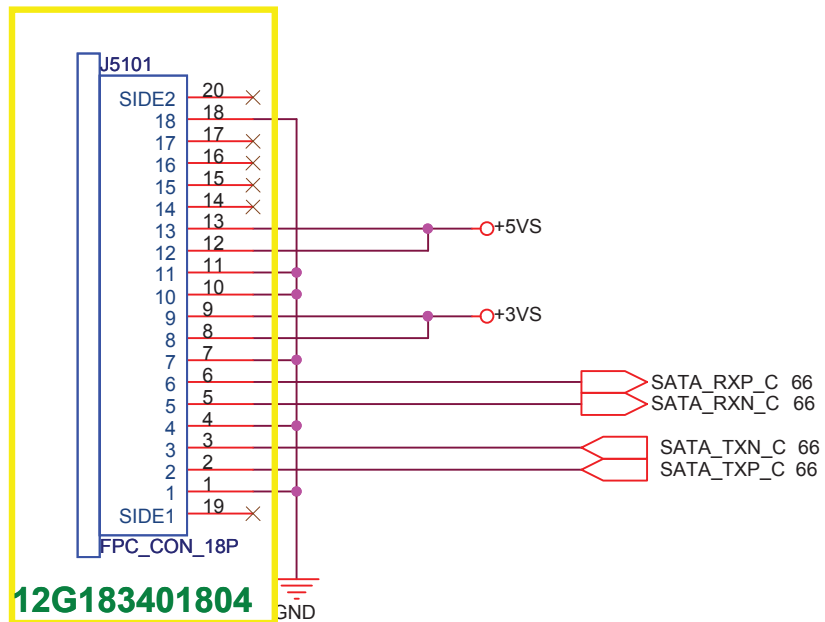 J5101
SIDE2 20
18 18
17 17
16 16
15 15
14 14
13 13
+5VS
12 12
11 11
10 10
9 9
+3VS
8 8
7 7
6 6
SATA_RXP_C 66
5 5
SATA_RXN_C 66
4 4
3 3
SATA_TXN_C 66
2 2
SATA_TXP_C 66
1 1
SIDE1 19
FPC_CON_18P
12G183401804
GND